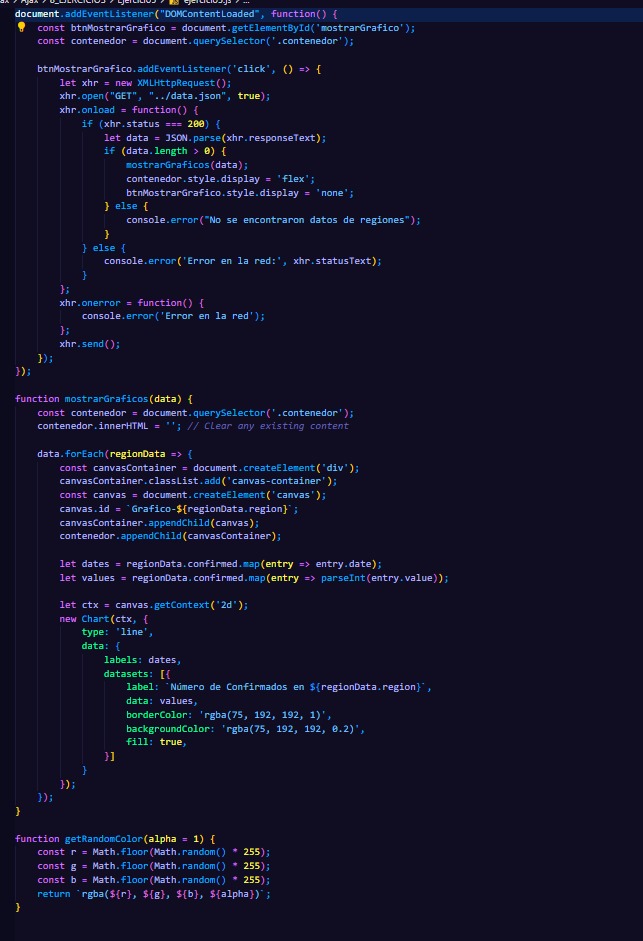 ax > Ajax > 8_EJERCICIOS > Ejercicio5 > ejercicio5.js > ...
document.addEventListener("DOMContentLoaded", function() {
    const btnMostrarGrafico = document.getElementById('mostrarGrafico');
    const contenedor = document.querySelector('.contenedor');

    btnMostrarGrafico.addEventListener('click', () => {
        let xhr = new XMLHttpRequest();
        xhr.open("GET", "../data.json", true);
        xhr.onload = function() {
            if (xhr.status === 200) {
                let data = JSON.parse(xhr.responseText);
                if (data.length > 0) {
                    mostrarGraficos(data);
                    contenedor.style.display = 'flex';
                    btnMostrarGrafico.style.display = 'none';
                } else {
                    console.error("No se encontraron datos de regiones");
                }
            } else {
                console.error('Error en la red:', xhr.statusText);
            }
        };
        xhr.onerror = function() {
            console.error('Error en la red');
        };
        xhr.send();
    });
});

function mostrarGraficos(data) {
    const contenedor = document.querySelector('.contenedor');
    contenedor.innerHTML = ''; // Clear any existing content

    data.forEach(regionData => {
        const canvasContainer = document.createElement('div');
        canvasContainer.classList.add('canvas-container');
        const canvas = document.createElement('canvas');
        canvas.id = `Grafico-${regionData.region}`;
        canvasContainer.appendChild(canvas);
        contenedor.appendChild(canvasContainer);

        let dates = regionData.confirmed.map(entry => entry.date);
        let values = regionData.confirmed.map(entry => parseInt(entry.value));

        let ctx = canvas.getContext('2d');
        new Chart(ctx, {
            type: 'line',
            data: {
                labels: dates,
                datasets: [{
                    label: `Número de Confirmados en ${regionData.region}`,
                    data: values,
                    borderColor: 'rgba(75, 192, 192, 1)',
                    backgroundColor: 'rgba(75, 192, 192, 0.2)',
                    fill: true,
                }]
            }
        });
    });
}

function getRandomColor(alpha = 1) {
    const r = Math.floor(Math.random() * 255);
    const g = Math.floor(Math.random() * 255);
    const b = Math.floor(Math.random() * 255);
    return `rgba(${r}, ${g}, ${b}, ${alpha})`;
}